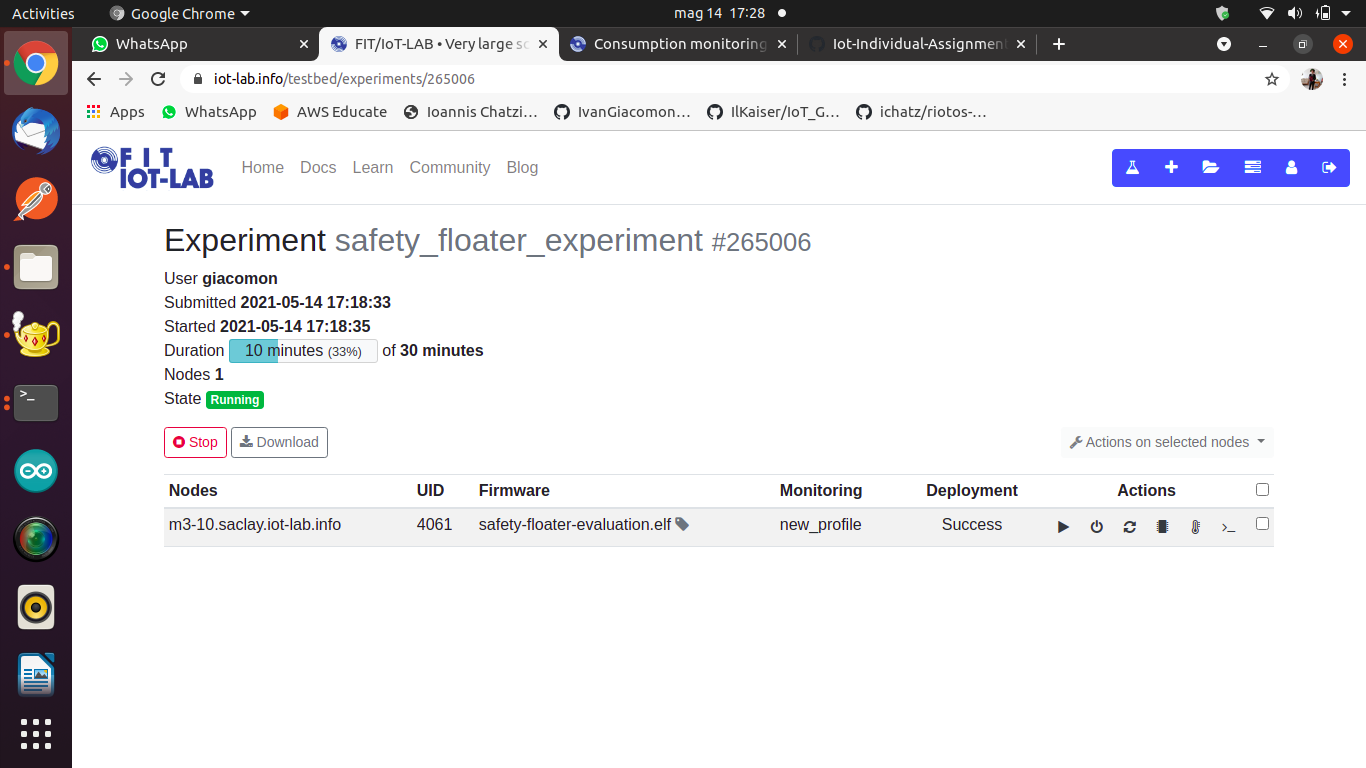 Activities Google Chrome mag 14 17:28
WhatsApp FIT/IoT-LAB • Very large sc Consumption monitoring Iot-Individual-Assignment
iot-lab.info/testbed/experiments/265006
Apps WhatsApp AWS Educate Ioannis Chatzi... IvanGiacomon... IlKaiser/IoT_G... ichatz/riotos-...
FIT
IOT-LAB
Home Docs Learn Community Blog
Experiment safety_floater_experiment #265006
User giacomon
Submitted 2021-05-14 17:18:33
Started 2021-05-14 17:18:35
Duration 10 minutes (33%) of 30 minutes
Nodes 1
State Running
Stop Download Actions on selected nodes
Nodes UID Firmware Monitoring Deployment Actions
m3-10.saclay.iot-lab.info 4061 safety-floater-evaluation.elf new_profile Success